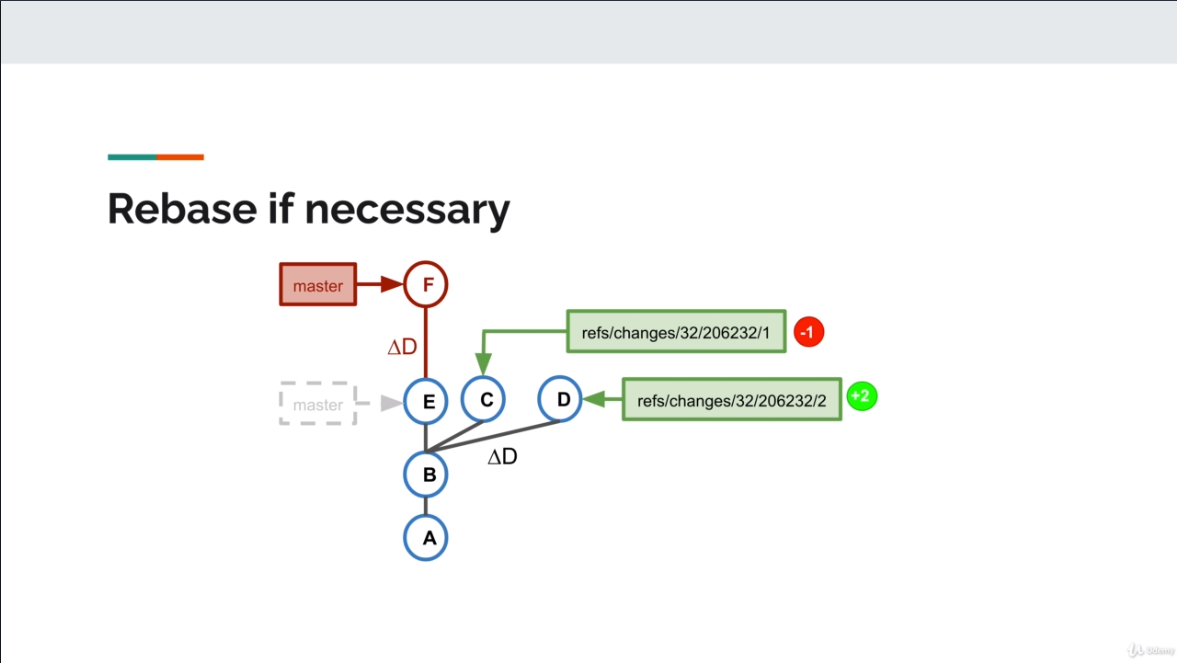 Rebase if necessary
master
F
refs/changes/32/206232/1
-1
ΔD
master
E
C
D
refs/changes/32/206232/2
+2
ΔD
B
A
Udemy